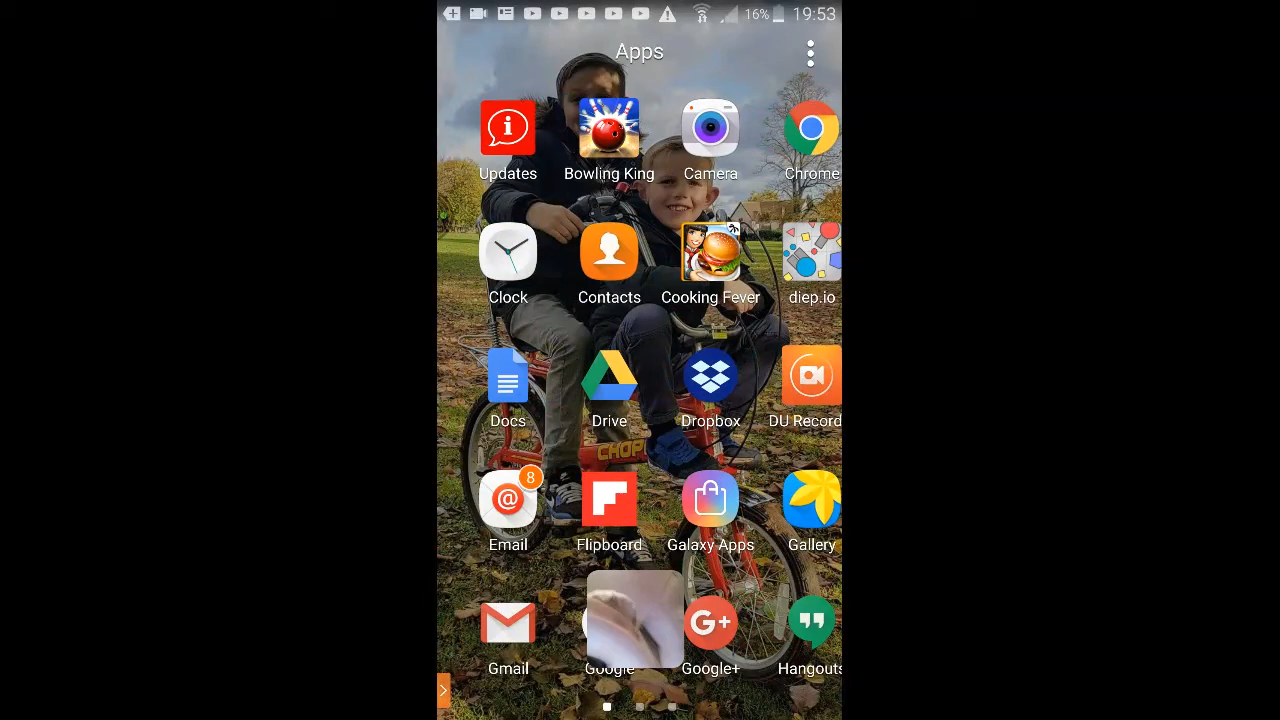 16% 19:53
Apps
Updates Bowling King Camera Chrome
Clock Contacts Cooking Fever diep.io
Docs Drive Dropbox DU Record
8
Email Flipboard Galaxy Apps Gallery
G+
Gmail Google Google+ Hangouts
CHOP